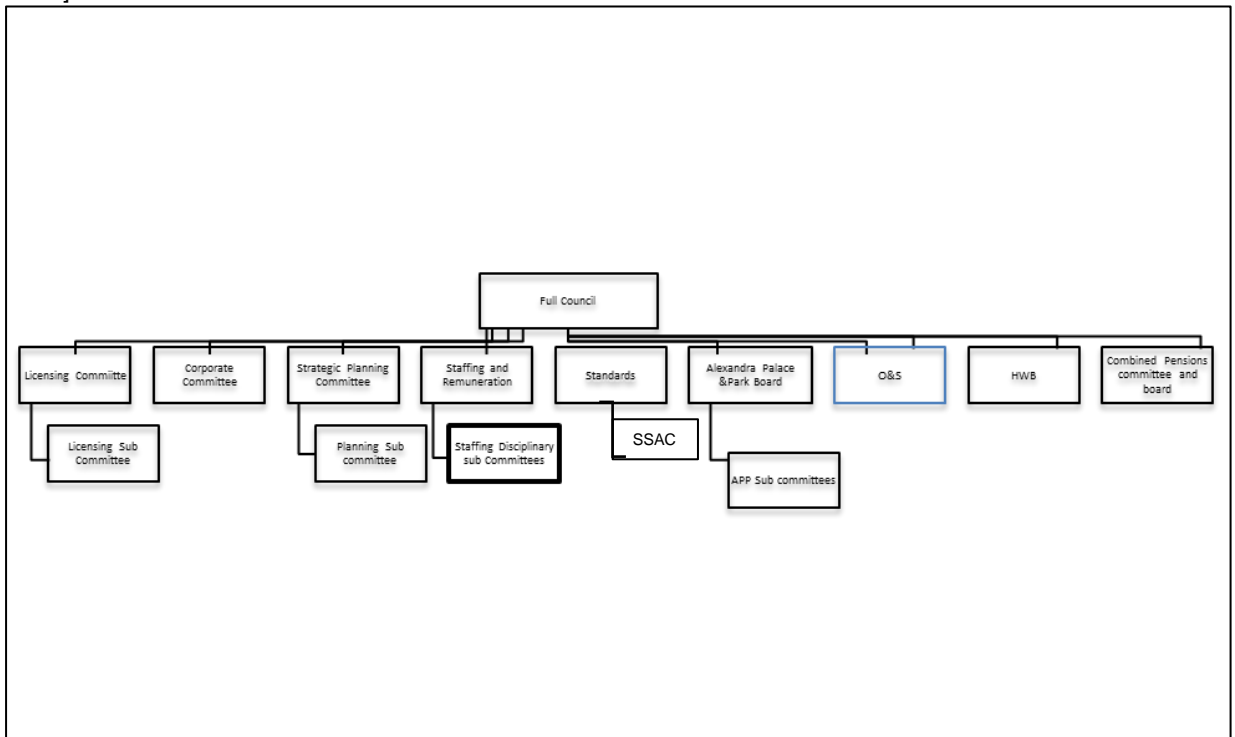 Full Council
Licensing Commiitte
Corporate
Committee
Strategic Planning
Committee
Staffing and
Remuneration
Standards
Alexandra Palace
&Park Board
O&S
HWB
Combined Pensions
committee and
board
Licensing Sub
Committee
Planning Sub
committee
Staffing Disciplinary
sub Committees
SSAC
APP Sub committees